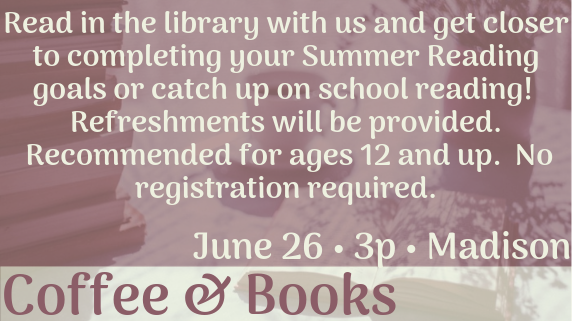 Read in the library with us and get closer
to completing your Summer Reading
goals or catch up on school reading!
Refreshments will be provided.
Recommended for ages 12 and up.  No
registration required.
June 26 • 3p • Madison
Coffee & Books